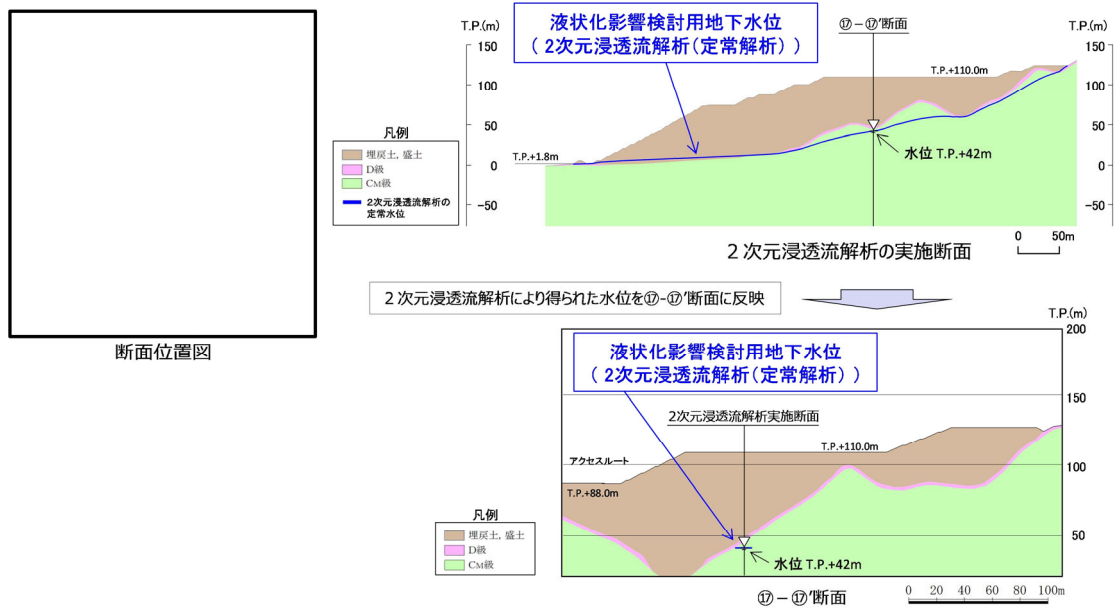 断面位置図
T.P.(m)
150
100
50
0
-50
液状化影響検討用地下水位
( 2次元浸透流解析(定常解析) )
⑰-⑰'断面
T.P.+110.0m
T.P.(m)
150
100
50
0
-50
凡例
埋戻土, 盛土
D級
CM級
2次元浸透流解析の
定常水位
T.P.+1.8m
水位 T.P.+42m
2次元浸透流解析の実施断面
0 50m
2次元浸透流解析により得られた水位を⑰-⑰'断面に反映
T.P.(m)
200
150
100
50
液状化影響検討用地下水位
( 2次元浸透流解析(定常解析) )
2次元浸透流解析実施断面
T.P.+110.0m
アクセスルート
T.P.+88.0m
凡例
埋戻土, 盛土
D級
CM級
水位 T.P.+42m
⑰-⑰'断面
0 20 40 60 80 100m